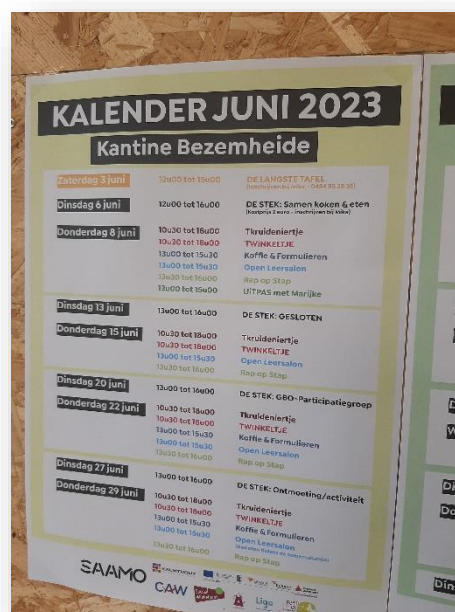 KALENDER JUNI 2023
Kantine Bezemheide
Zaterdag 3 juni 12u00 tot 15u00 DE LANGSTE TAFEL
Dinsdag 6 juni 12u00 tot 16u00 DE STEK: Samen koken & eten
Donderdag 8 juni 10u30 tot 16u00 Tkruideniertje
10u30 tot 18u00 TWINKELTJE
13u00 tot 15u30 Koffie & Formulieren
13u00 tot 15u30 Open Leersalon
13u30 tot 16u00 Rap op Stap
13u00 tot 15u00 UiTPAS met Marijke
Dinsdag 13 juni 13u00 tot 16u00 DE STEK: GESLOTEN
Donderdag 15 juni 10u30 tot 18u00 Tkruideniertje
10u30 tot 18u00 TWINKELTJE
13u00 tot 15u30 Open Leersalon
13u30 tot 16u00 Rap op Stap
Dinsdag 20 juni 13u00 tot 16u00 DE STEK: GBO-Participatiegroep
Donderdag 22 juni 10u30 tot 18u00 Tkruideniertje
10u30 tot 18u00 TWINKELTJE
13u00 tot 15u30 Koffie & Formulieren
13u00 tot 15u30 Open Leersalon
13u30 tot 16u00 Rap op Stap
Dinsdag 27 juni 13u00 tot 16u00 DE STEK: Ontmoeting/activiteit
Donderdag 29 juni 10u30 tot 18u00 Tkruideniertje
10u30 tot 18u00 TWINKELTJE
13u00 tot 15u30 Koffie & Formulieren
13u00 tot 16u30 Open Leersalon
13u30 tot 16u00 Rap op Stap
SAAMO
CAW
Ligo